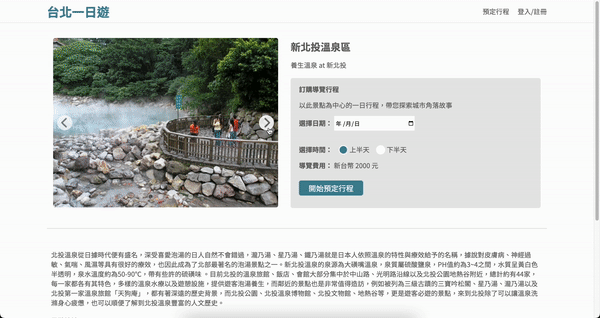 台北一日遊
預定行程 登入/註冊
新北投溫泉區
養生溫泉 at 新北投
訂購導覽行程
以此景點為中心的一日行程，帶您探索城市角落故事
選擇日期： 年 /月/日
選擇時間： 上半天 下半天
導覽費用： 新台幣 2000 元
開始預定行程
北投溫泉從日據時代便有盛名，深受喜愛泡湯的日人自然不會錯過，瀧乃湯、星乃湯、鐵乃湯就是日本人依照溫泉的特性與療效給予的名稱，據說對皮膚病、神經過
敏、氣喘、風濕等具有很好的療效，也因此成為了北部最著名的泡湯景點之一。新北投溫泉的泉源為大磺嘴溫泉，泉質屬硫酸鹽泉，PH值約為3~4之間，水質呈黃白色
半透明，泉水溫度約為50-90℃，帶有些許的硫磺味 。目前北投的溫泉旅館、飯店、會館大部分集中於中山路、光明路沿線以及北投公園地熱谷附近，總計約有44家，
每一家都各有其特色，多樣的溫泉水療以及遊憩設施，提供遊客泡湯養生，而鄰近的景點也是非常值得造訪，例如被列為三級古蹟的三寶吟松閣、星乃湯、瀧乃湯以及
北投第一家溫泉旅館「天狗庵」，都有著深遠的歷史背景，而北投公園、北投溫泉博物館、北投文物館、地熱谷等，更是遊客必遊的景點，來到北投除了可以讓溫泉洗
滌身心疲憊，也可以順便了解到北投溫泉豐富的人文歷史。